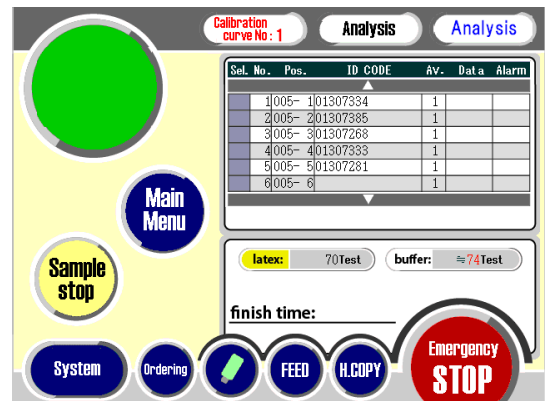 Calibration
curve No: 1
Analysis
Analysis
Sel. No. Pos. ID CODE Av. Data Alarm
1 005- 1 01307334 1
2 005- 2 01307385 1
3 005- 3 01307268 1
4 005- 4 01307333 1
5 005- 5 01307281 1
6 005- 6 1
Main
Menu
latex: 70Test buffer: ≒74Test
Sample
stop
finish time:
System
Ordering
FEED
H.COPY
Emergency
STOP